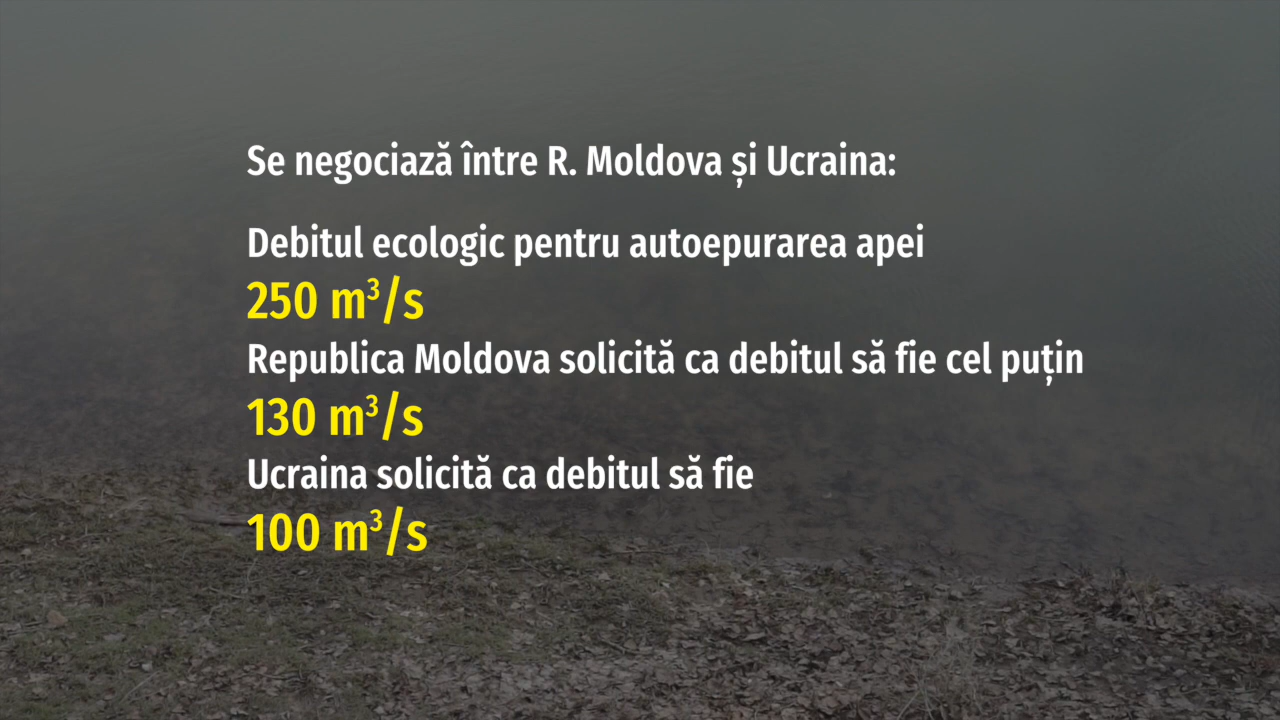 Se negociază între R. Moldova și Ucraina:
Debitul ecologic pentru autoepurarea apei
250 m³/s
Republica Moldova solicită ca debitul să fie cel puțin
130 m³/s
Ucraina solicită ca debitul să fie
100 m³/s